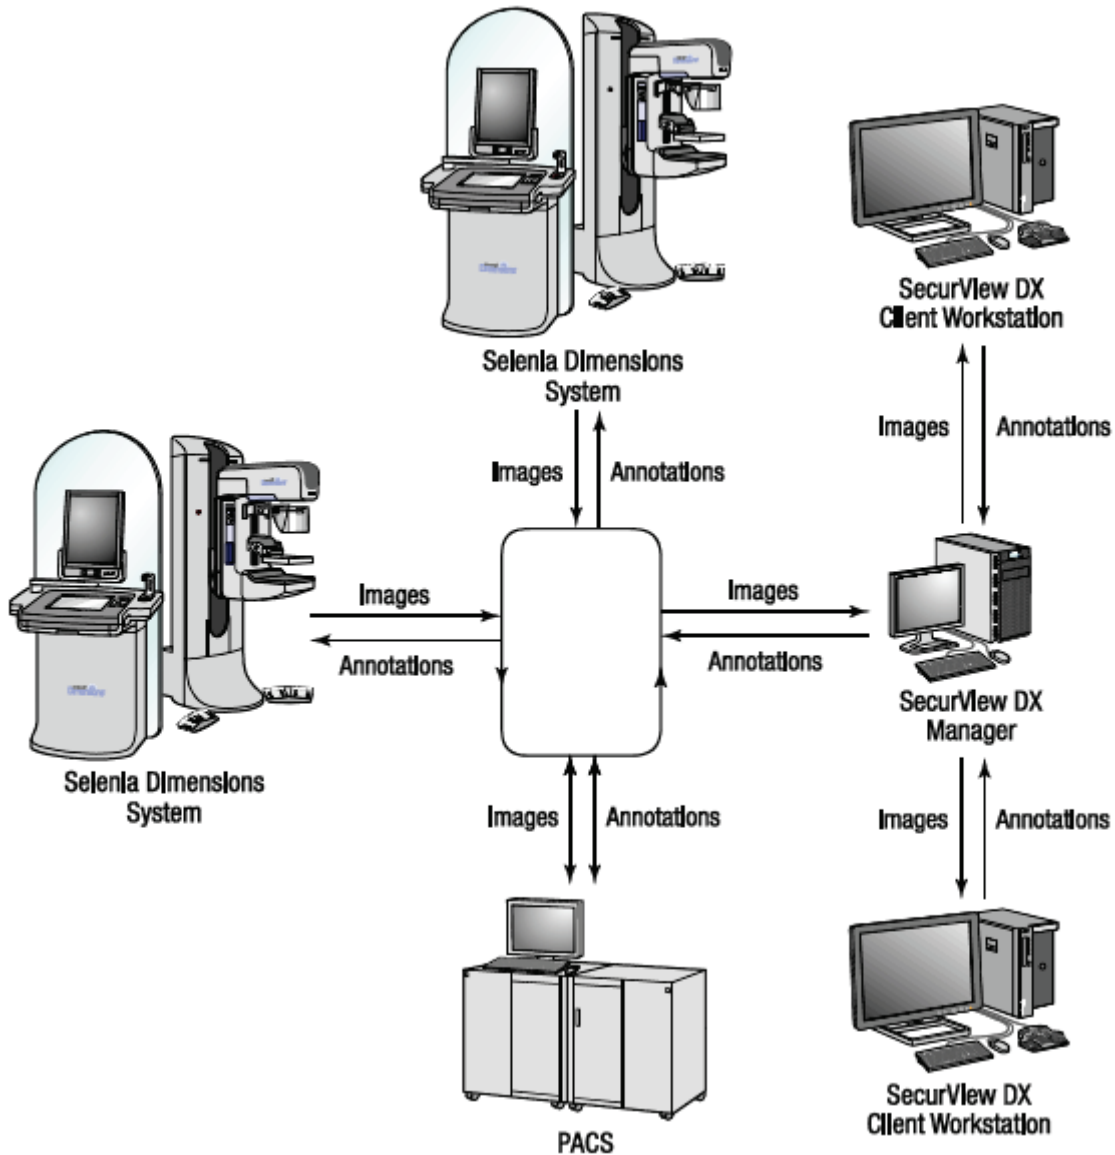 SecurView DX
Client Workstation
Selenia Dimensions
System
Images
Annotations
Images
Annotations
Images
Annotations
Images
Annotations
SecurView DX
Manager
Selenia Dimensions
System
Images
Annotations
Images
Annotations
SecurView DX
Client Workstation
PACS